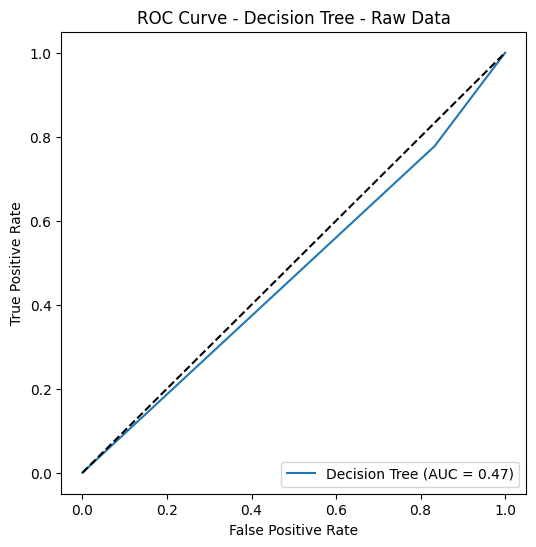 ROC Curve - Decision Tree - Raw Data
1.0
0.8
0.6
0.4
0.2
0.0
True Positive Rate
Decision Tree (AUC = 0.47)
0.0 0.2 0.4 0.6 0.8 1.0
False Positive Rate